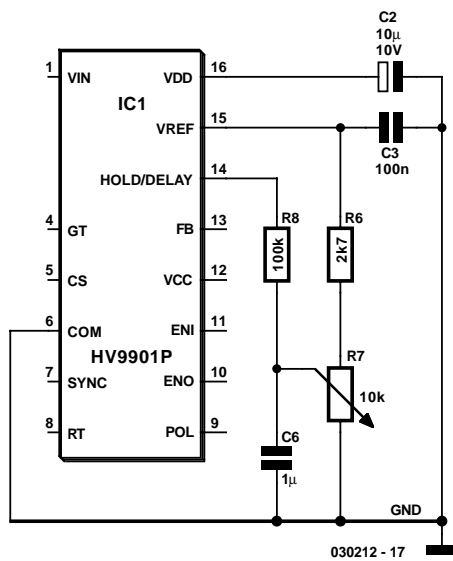 C2
10µ
10V
1
VIN
VDD
16
IC1
VREF
15
C3
100n
HOLD/DELAY
14
R8
100k
R6
2k7
4
GT
FB
13
5
CS
VCC
12
6
COM
ENI
11
HV9901P
R7
10k
7
SYNC
ENO
10
8
RT
POL
9
C6
1µ
GND
030212 - 17